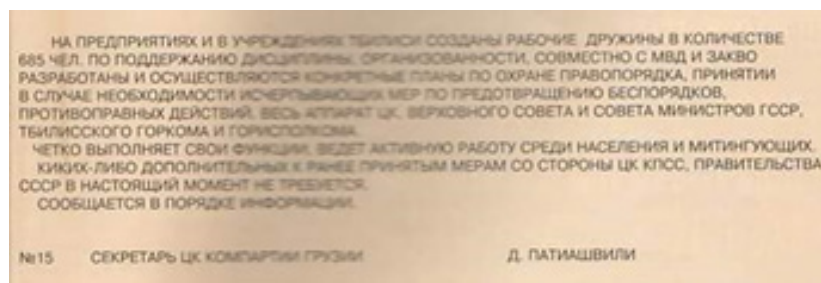 НА ПРЕДПРИЯТИЯХ И В УЧРЕЖДЕНИЯХ ТБИЛИСИ СОЗДАНЫ РАБОЧИЕ ДРУЖИНЫ В КОЛИЧЕСТВЕ
685 ЧЕЛ. ПО ПОДДЕРЖАНИЮ ДИСЦИПЛИНЫ, ОРГАНИЗОВАННОСТИ, СОВМЕСТНО С МВД И ЗАКВО
РАЗРАБОТАНЫ И ОСУЩЕСТВЛЯЮТСЯ КОНКРЕТНЫЕ ПЛАНЫ ПО ОХРАНЕ ПРАВОПОРЯДКА, ПРИНЯТИИ
В СЛУЧАЕ НЕОБХОДИМОСТИ ИСЧЕРПЫВАЮЩИХ МЕР ПО ПРЕДОТВРАЩЕНИЮ БЕСПОРЯДКОВ,
ПРОТИВОПРАВНЫХ ДЕЙСТВИЙ. ВЕСЬ АППАРАТ ЦК, ВЕРХОВНОГО СОВЕТА И СОВЕТА МИНИСТРОВ ГССР,
ТБИЛИССКОГО ГОРКОМА И ГОРИСПОЛКОМА
ЧЕТКО ВЫПОЛНЯЕТ СВОИ ФУНКЦИИ, ВЕДЕТ АКТИВНУЮ РАБОТУ СРЕДИ НАСЕЛЕНИЯ И МИТИНГУЮЩИХ.
КИКИХ-ЛИБО ДОПОЛНИТЕЛЬНЫХ К РАНЕЕ ПРИНЯТЫМ МЕРАМ СО СТОРОНЫ ЦК КПСС, ПРАВИТЕЛЬСТВА
СССР В НАСТОЯЩИЙ МОМЕНТ НЕ ТРЕБУЕТСЯ.
СООБЩАЕТСЯ В ПОРЯДКЕ ИНФОРМАЦИИ.
№15 СЕКРЕТАРЬ ЦК КОМПАРТИИ ГРУЗИИ Д. ПАТИАШВИЛИ